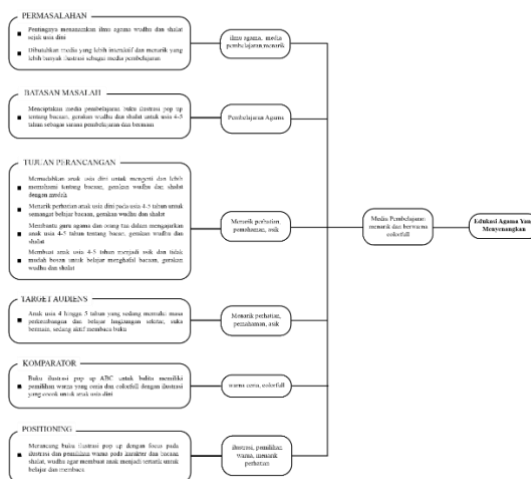 PERMASALAHAN
Pentingnya menanamkan ilmu agama wudhu dan shalat
sejak usia dini
Dibutuhkan media yang lebih interaktif dan menarik yang
lebih banyak ilustrasi sebagai media pembelajaran
ilmu agama, media
pembelajaran menarik
BATASAN MASALAH
Menciptakan media pembelajaran buku ilustrasi pop up
tentang bacaan, gerakan wudhu dan shalat untuk usia 4-5
tahun sebagai sarana pembelajaran dan bermain
Pembelajaran Agama
TUJUAN PERANCANGAN
Memudahkan anak usia dini untuk mengerti dan lebih
memahami tentang bacaan, gerakan wudhu dan shalat
dengan mudah
Menarik perhatian anak usia dini pada usia 4-5 tahun untuk
semangat belajar bacaan, gerakan wudhu dan shalat
Membantu guru agama dan orang tua dalam mengajarkan
anak usia 4-5 tahun tentang bacaan, gerakan wudhu dan
shalat
Membuat anak usia 4-5 tahun menjadi asik dan tidak
mudah bosan untuk belajar menghafal bacaan, gerakan
wudhu dan shalat
Menarik perhatian,
pemahaman, asik
Media Pembelajaran
menarik dan berwarna
colorfull
Edukasi Agama Yang
Menyenangkan
TARGET AUDIENS
Anak usia 4 hingga 5 tahun yang sedang memulai masa
perkembangan dan belajar lingkungan sekitar, suka
bermain, sedang aktif membaca buku
Menarik perhatian,
pemahaman, asik
KOMPARATOR
Buku ilustrasi pop up ABC untuk balita memiliki
pemilihan warna yang ceria dan colorfull dengan ilustrasi
yang cocok untuk anak usia dini
warna ceria, colorfull
POSITIONING
Merancang buku ilustrasi pop up dengan focus pada
ilustrasi dan pemilihan warna pada karakter dan bacaan
shalat, wudhu agar membuat anak menjadi tertarik untuk
belajar dan membaca
ilustrasi, pemilihan
warna, menarik
perhatian